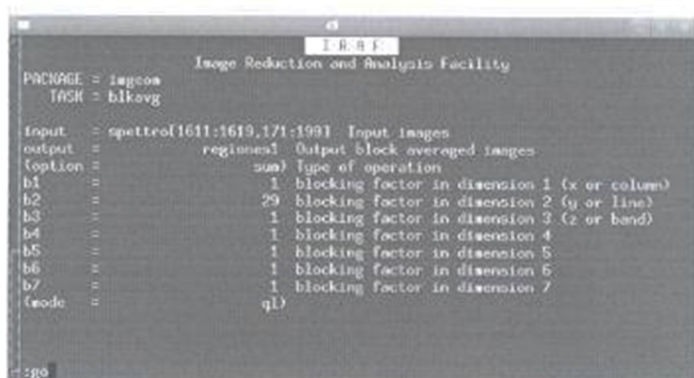 I R A F
Image Reduction and Analysis Facility
PACKAGE = imgcom
TASK = blkavg
input = spettro[1611:1619,171:199] Input images
output = regiones1 Output block averaged images
(option = sum) Type of operation
b1 = 1 blocking factor in dimension 1 (x or column)
b2 = 29 blocking factor in dimension 2 (y or line)
b3 = 1 blocking factor in dimension 3 (z or band)
b4 = 1 blocking factor in dimension 4
b5 = 1 blocking factor in dimension 5
b6 = 1 blocking factor in dimension 6
b7 = 1 blocking factor in dimension 7
(mode = ql)
:go